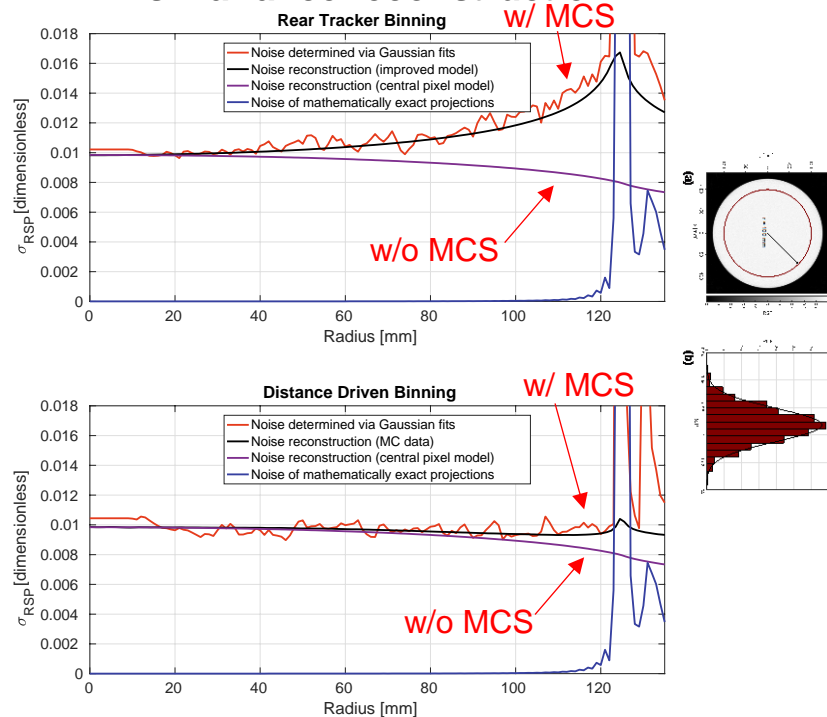 Rear Tracker Binning
w/ MCS
0.018
0.016
0.014
0.012
0.01
0.008
0.006
0.004
0.002
0
σRSP [dimensionless]
Noise determined via Gaussian fits
Noise reconstruction (improved model)
Noise reconstruction (central pixel model)
Noise of mathematically exact projections
w/o MCS
0 20 40 60 80 100 120
Radius [mm]
(a)
(b)
Distance Driven Binning
w/ MCS
0.018
0.016
0.014
0.012
0.01
0.008
0.006
0.004
0.002
0
σRSP [dimensionless]
Noise determined via Gaussian fits
Noise reconstruction (MC data)
Noise reconstruction (central pixel model)
Noise of mathematically exact projections
w/o MCS
0 20 40 60 80 100 120
Radius [mm]